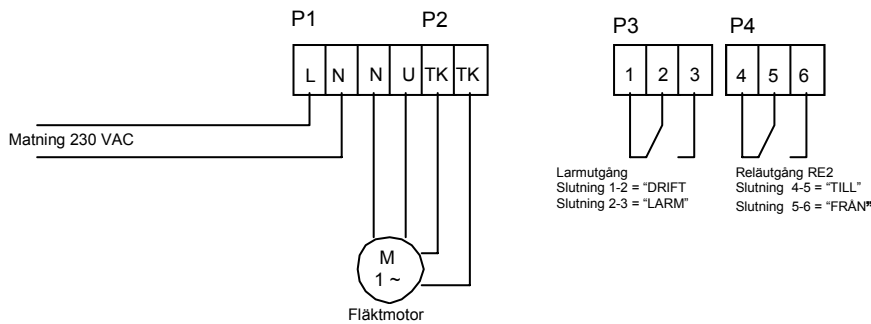 P1 P2 P3 P4
L N N U TK TK 1 2 3 4 5 6
Matning 230 VAC
Larmutgång
Slutning 1-2 = “DRIFT
Slutning 2-3 = “LARM”
Reläutgång RE2
Slutning 4-5 = “TILL”
Slutning 5-6 = “FRÅN”
M
1 ~
Fläktmotor